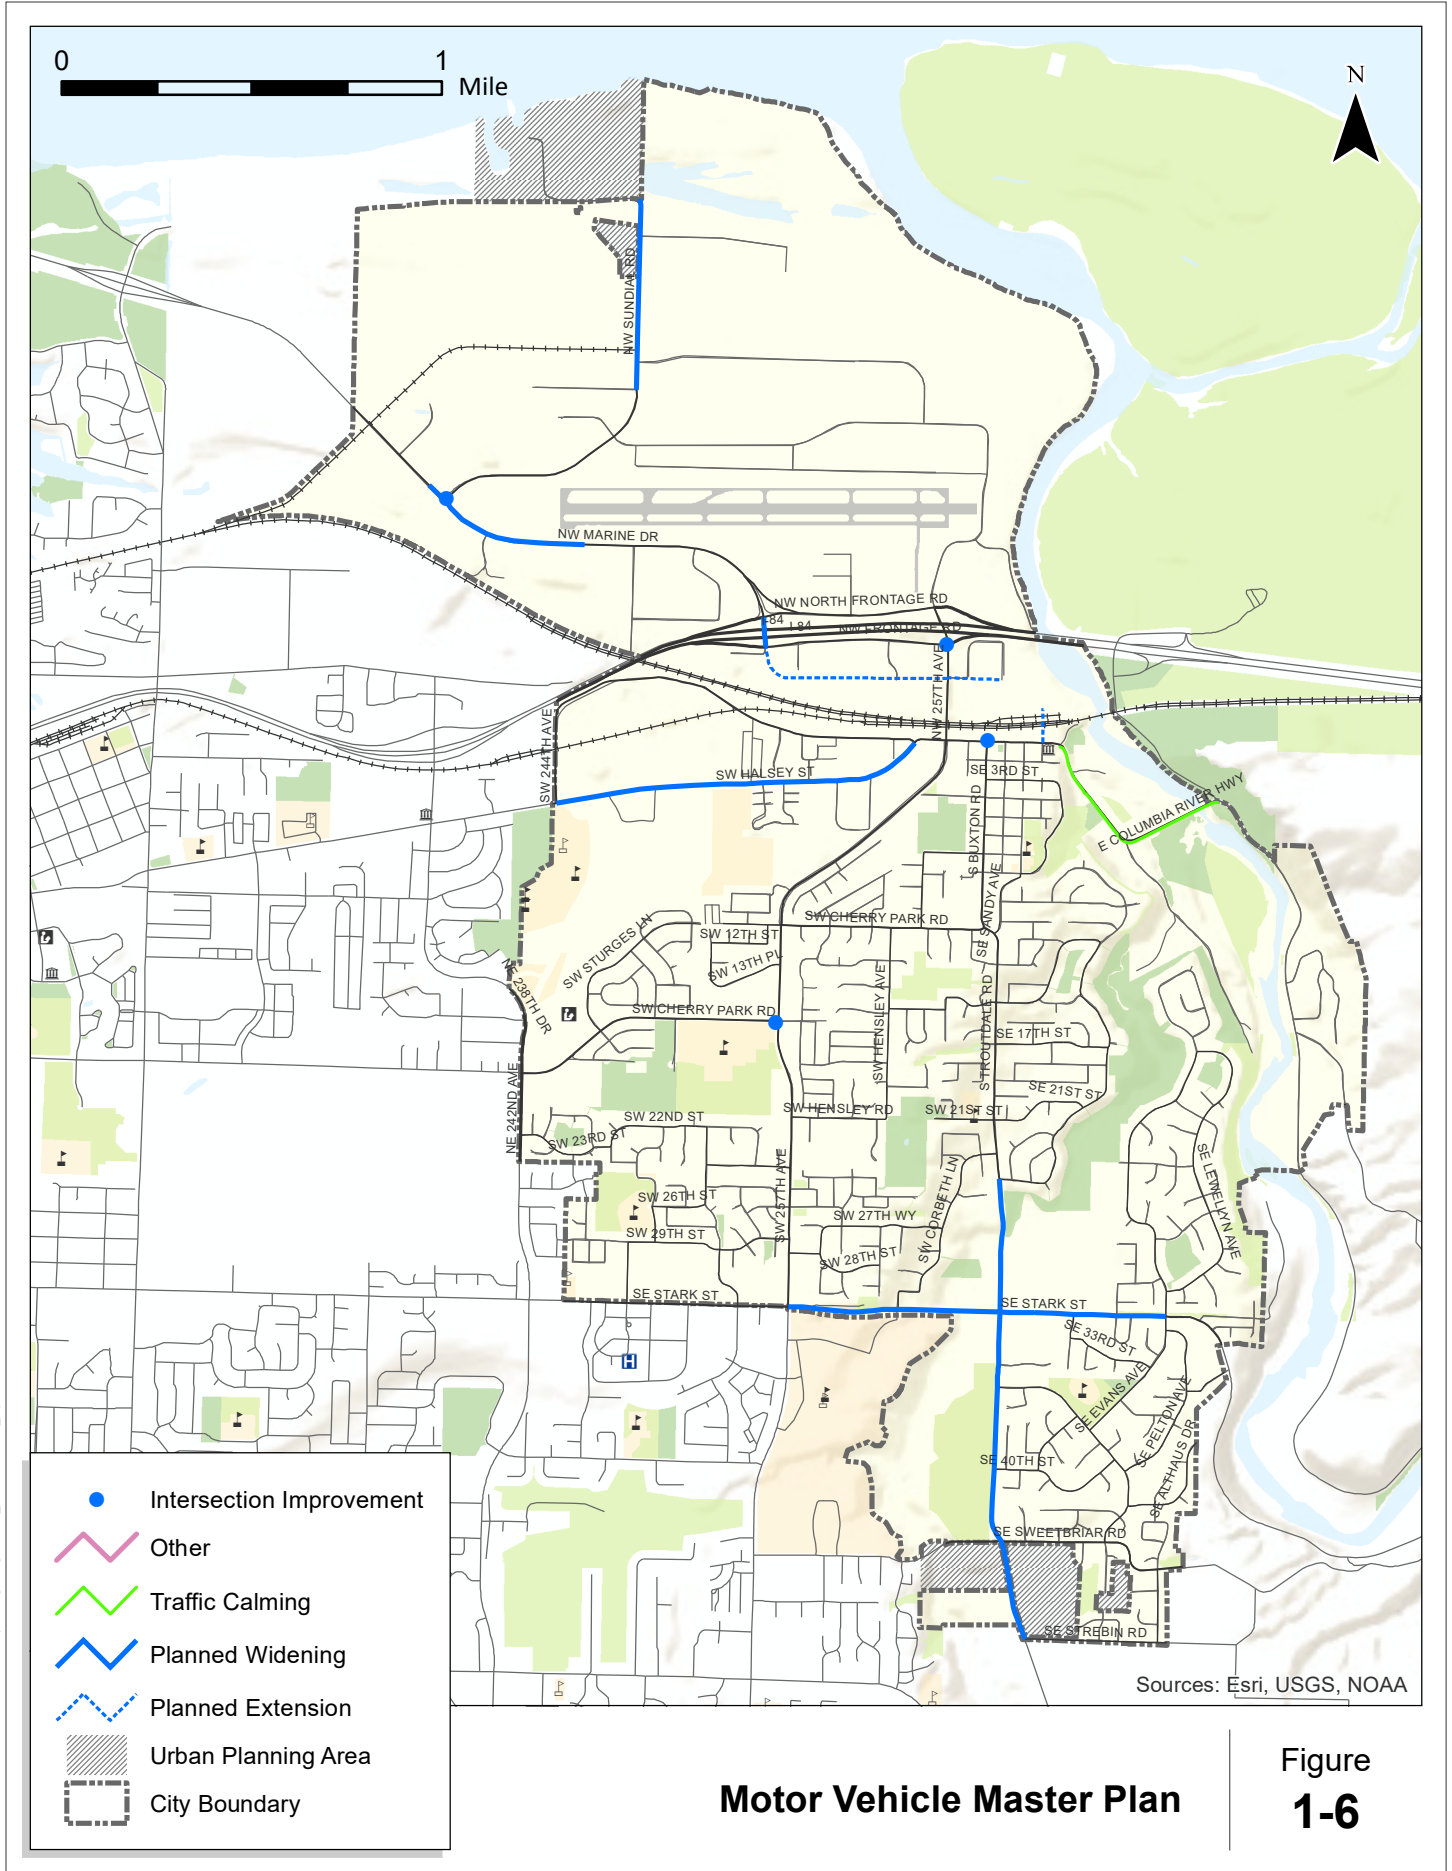 0 1
Mile
N
NW SUNDIAL RD
NW MARINE DR
NW NORTH FRONTAGE RD
I-84
NW FRONTAGE RD
NW 257TH AVE
SW 244TH AVE
SW HALSEY ST
SE 3RD ST
S BUXTON RD
E COLUMBIA RIVER HWY
SE SANDY AVE
SW CHERRY PARK RD
SW 12TH ST
SW STURGES LN
SW 13TH PL
NE 238TH DR
SW CHERRY PARK RD
SW HENSLEY AVE
S TROUTDALE RD
SE 17TH ST
SE 21ST ST
NE 242ND AVE
SW 22ND ST
SW HENSLEY RD
SW 21ST ST
SW 23RD ST
SE LEWELLYN AVE
SW 257TH AVE
SW CORBETH LN
SW 26TH ST
SW 27TH WY
SW 29TH ST
SW 28TH ST
SE STARK ST
SE STARK ST
SE 33RD ST
H
SE EVANS AVE
SE PELTON AVE
SE ALTHAUS DR
SE 40TH ST
SE SWEETBRIAR RD
SE STREBIN RD
Sources: Esri, USGS, NOAA
Intersection Improvement
Other
Traffic Calming
Planned Widening
Planned Extension
Urban Planning Area
City Boundary
Motor Vehicle Master Plan
Figure
1-6